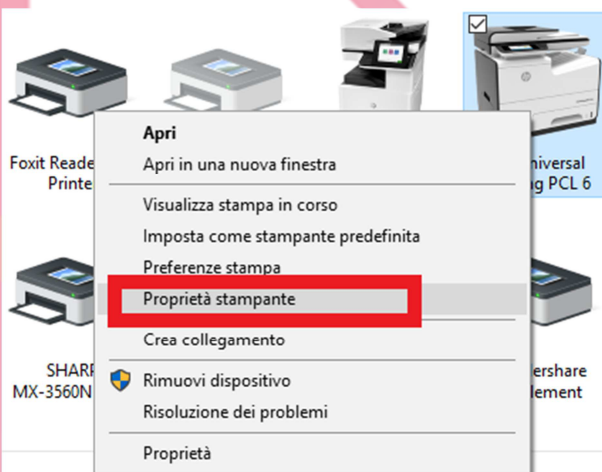 Foxit Reade
Printe
niversal
g PCL 6
Apri
Apri in una nuova finestra
Visualizza stampa in corso
Imposta come stampante predefinita
Preferenze stampa
Proprietà stampante
Crea collegamento
SHARP
MX-3560N
ershare
lement
Rimuovi dispositivo
Risoluzione dei problemi
Proprietà